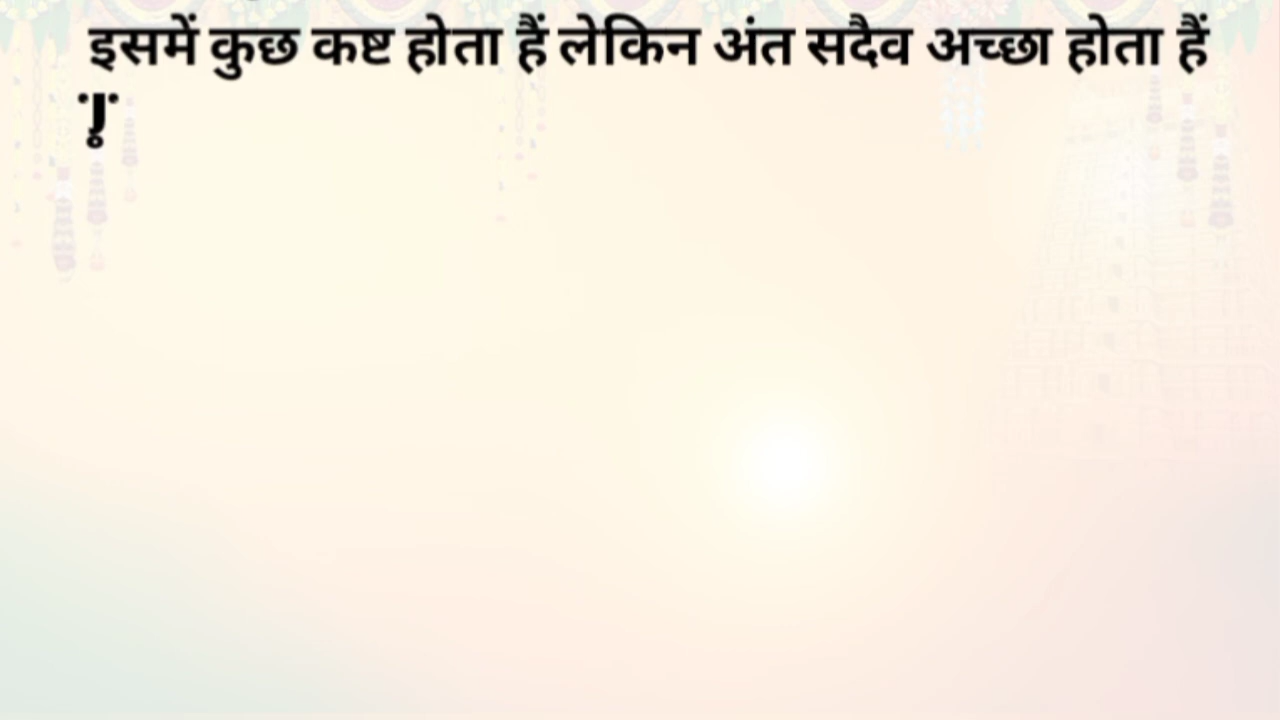 इसमें कुछ कष्ट होता हैं लेकिन अंत सदैव अच्छा होता हैं